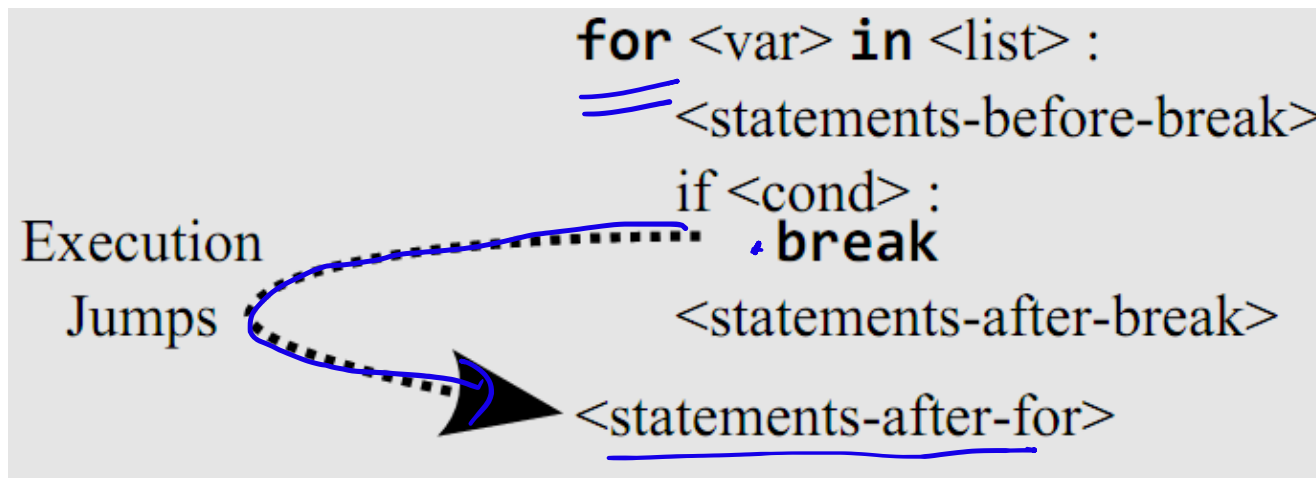 for <var> in <list> :
<statements-before-break>
if <cond> :
Execution
break
Jumps
<statements-after-break>
<statements-after-for>